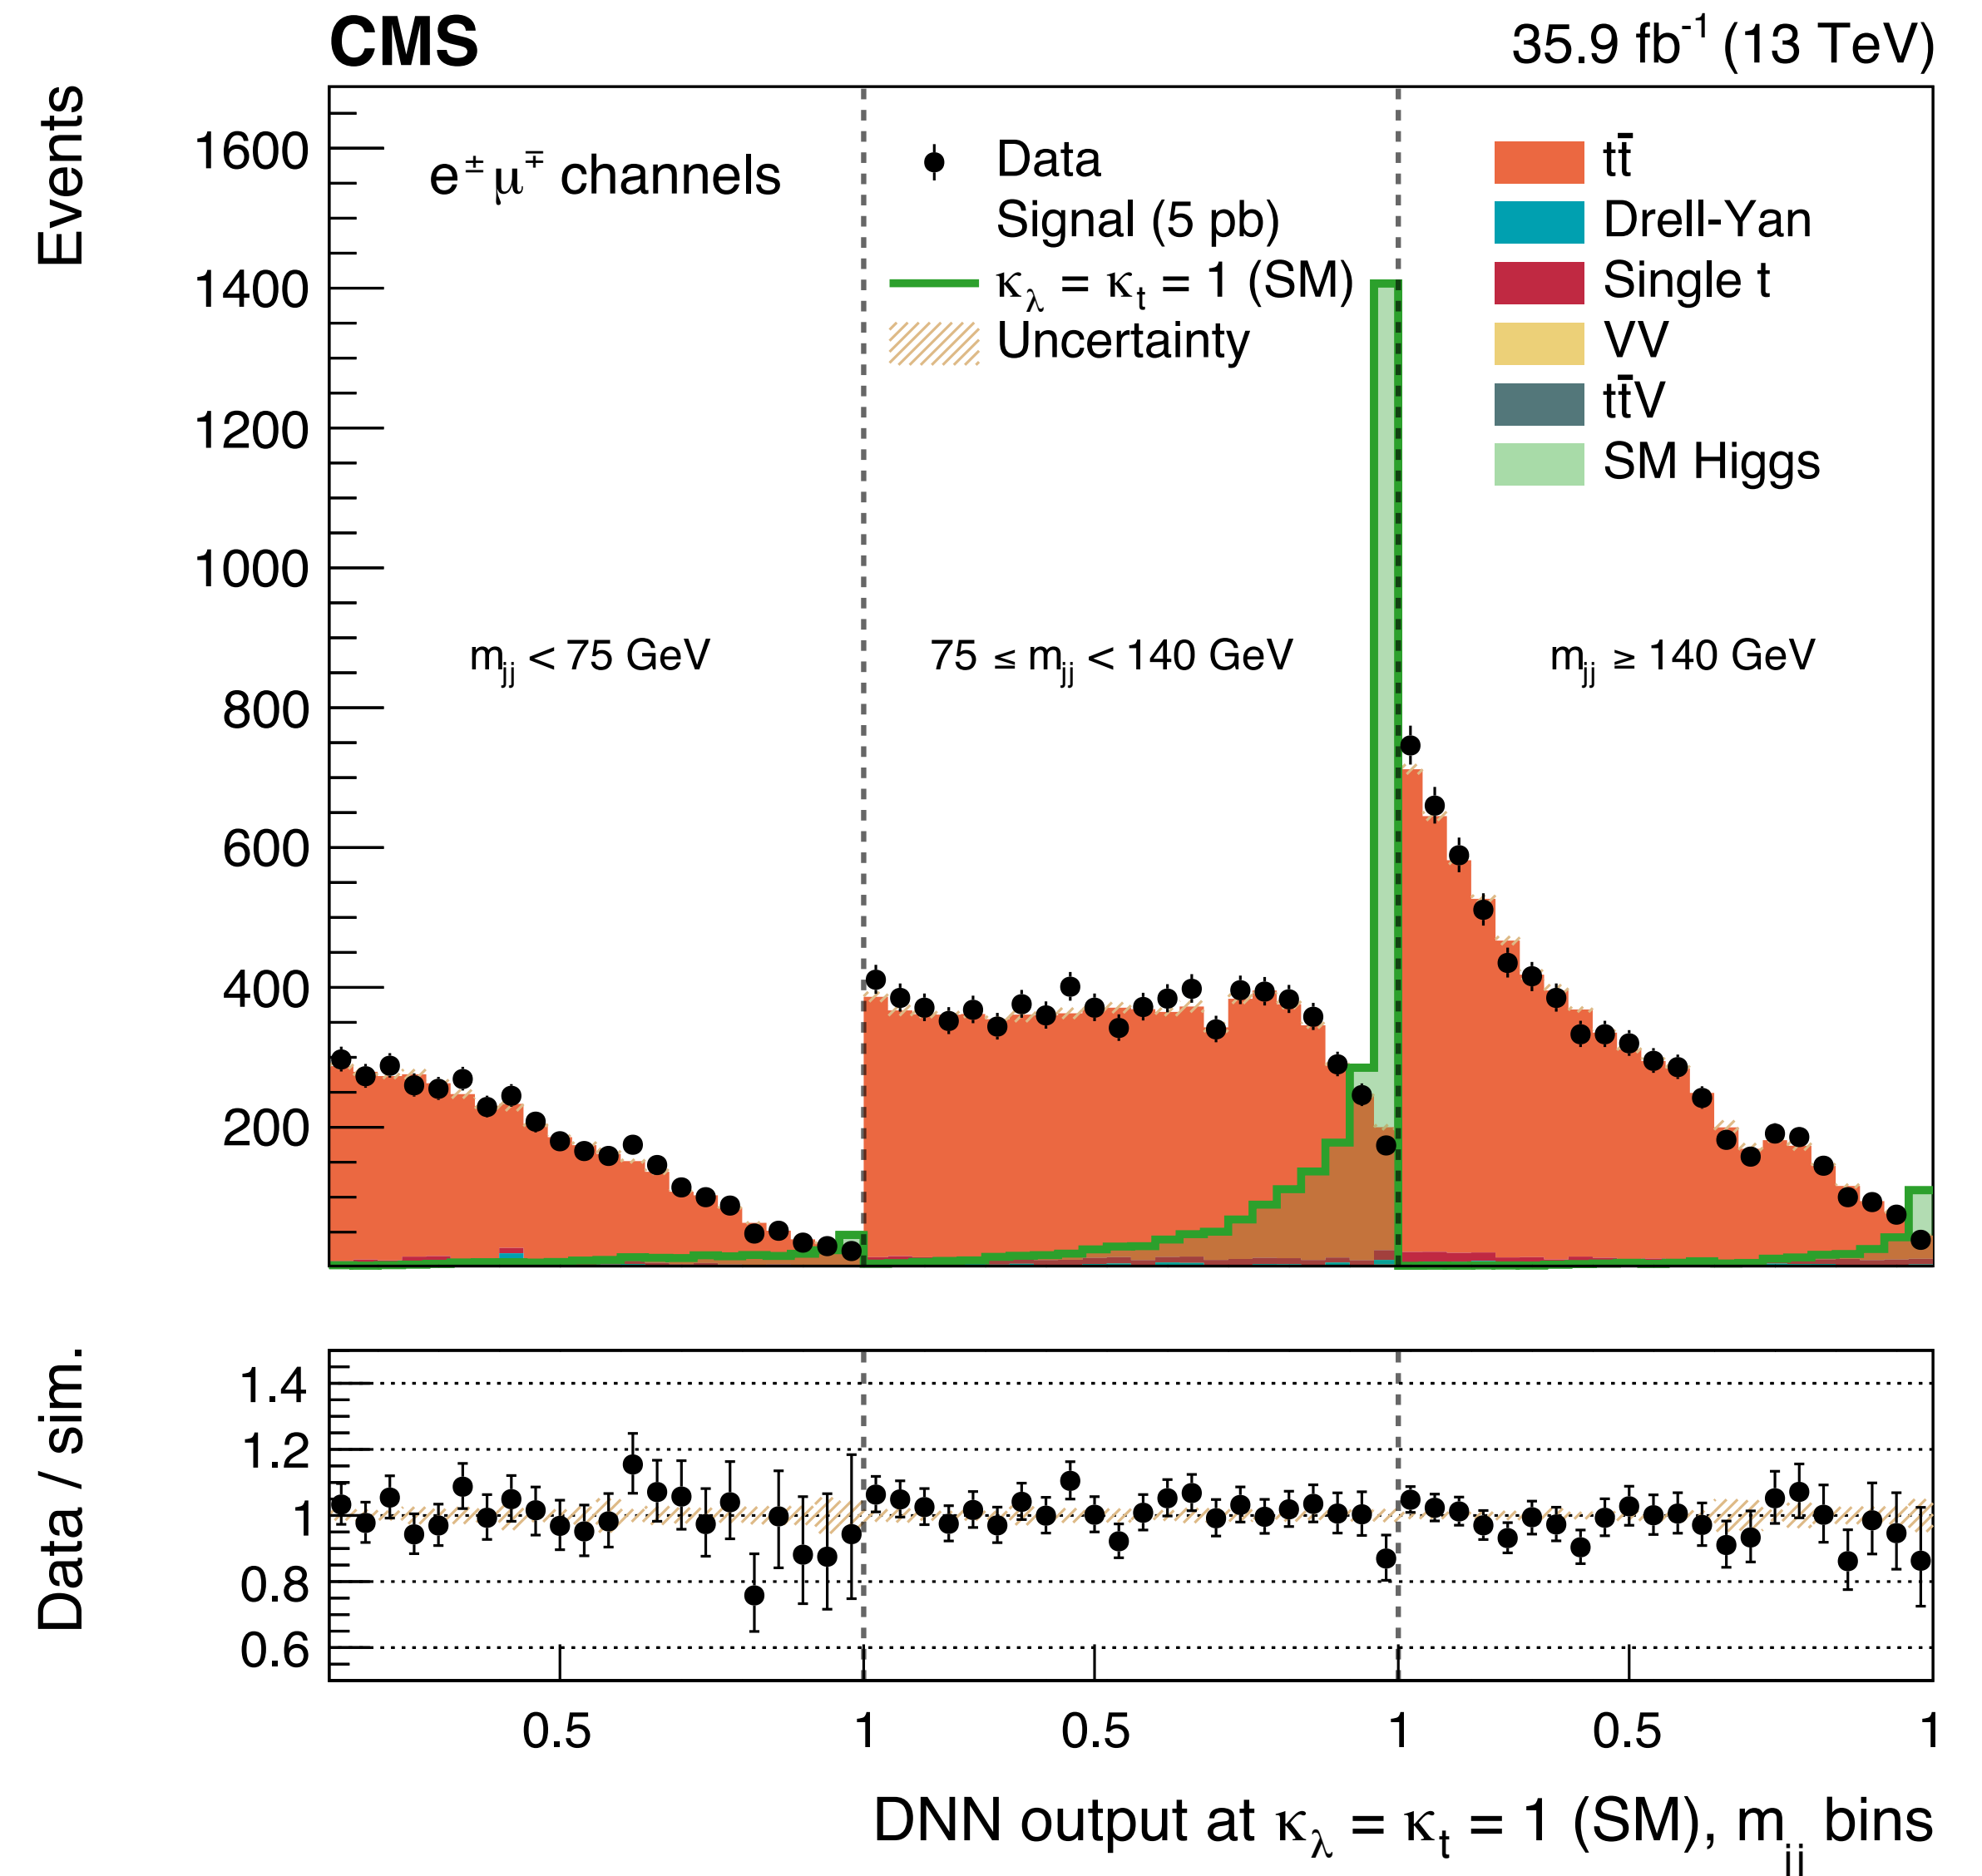 CMS 35.9 fb⁻¹ (13 TeV)
Events
1600
1400
1200
1000
800
600
400
200
e±μ∓ channels
Data
Signal (5 pb)
κλ = κt = 1 (SM)
Uncertainty
tt̄
Drell-Yan
Single t
VV
tt̄V
SM Higgs
mjj < 75 GeV
75 ≤ mjj < 140 GeV
mjj ≥ 140 GeV
Data / sim.
1.4
1.2
1
0.8
0.6
0.5 1 0.5 1 0.5 1
DNN output at κλ = κt = 1 (SM), mjj bins